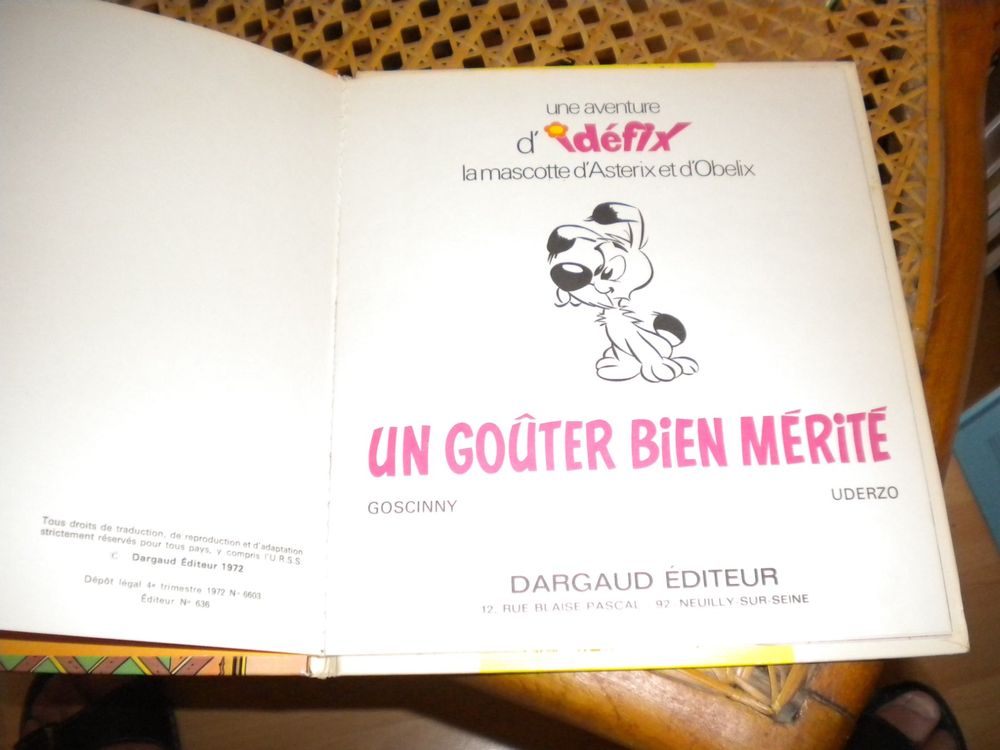 Tous droits de traduction, de reproduction et d'adaptation
strictement réservés pour tous pays, y compris l'U.R.S.S.
© Dargaud Éditeur 1972
Dépôt légal 4e trimestre 1972 N° 6603
Éditeur N° 636
une aventure
d'idéfix
la mascotte d'Asterix et d'Obelix
UN GOÛTER BiEN MÉRiTÉ
GOSCINNY UDERZO
DARGAUD ÉDITEUR
12, RUE BLAISE-PASCAL 92 NEUILLY-SUR-SEINE